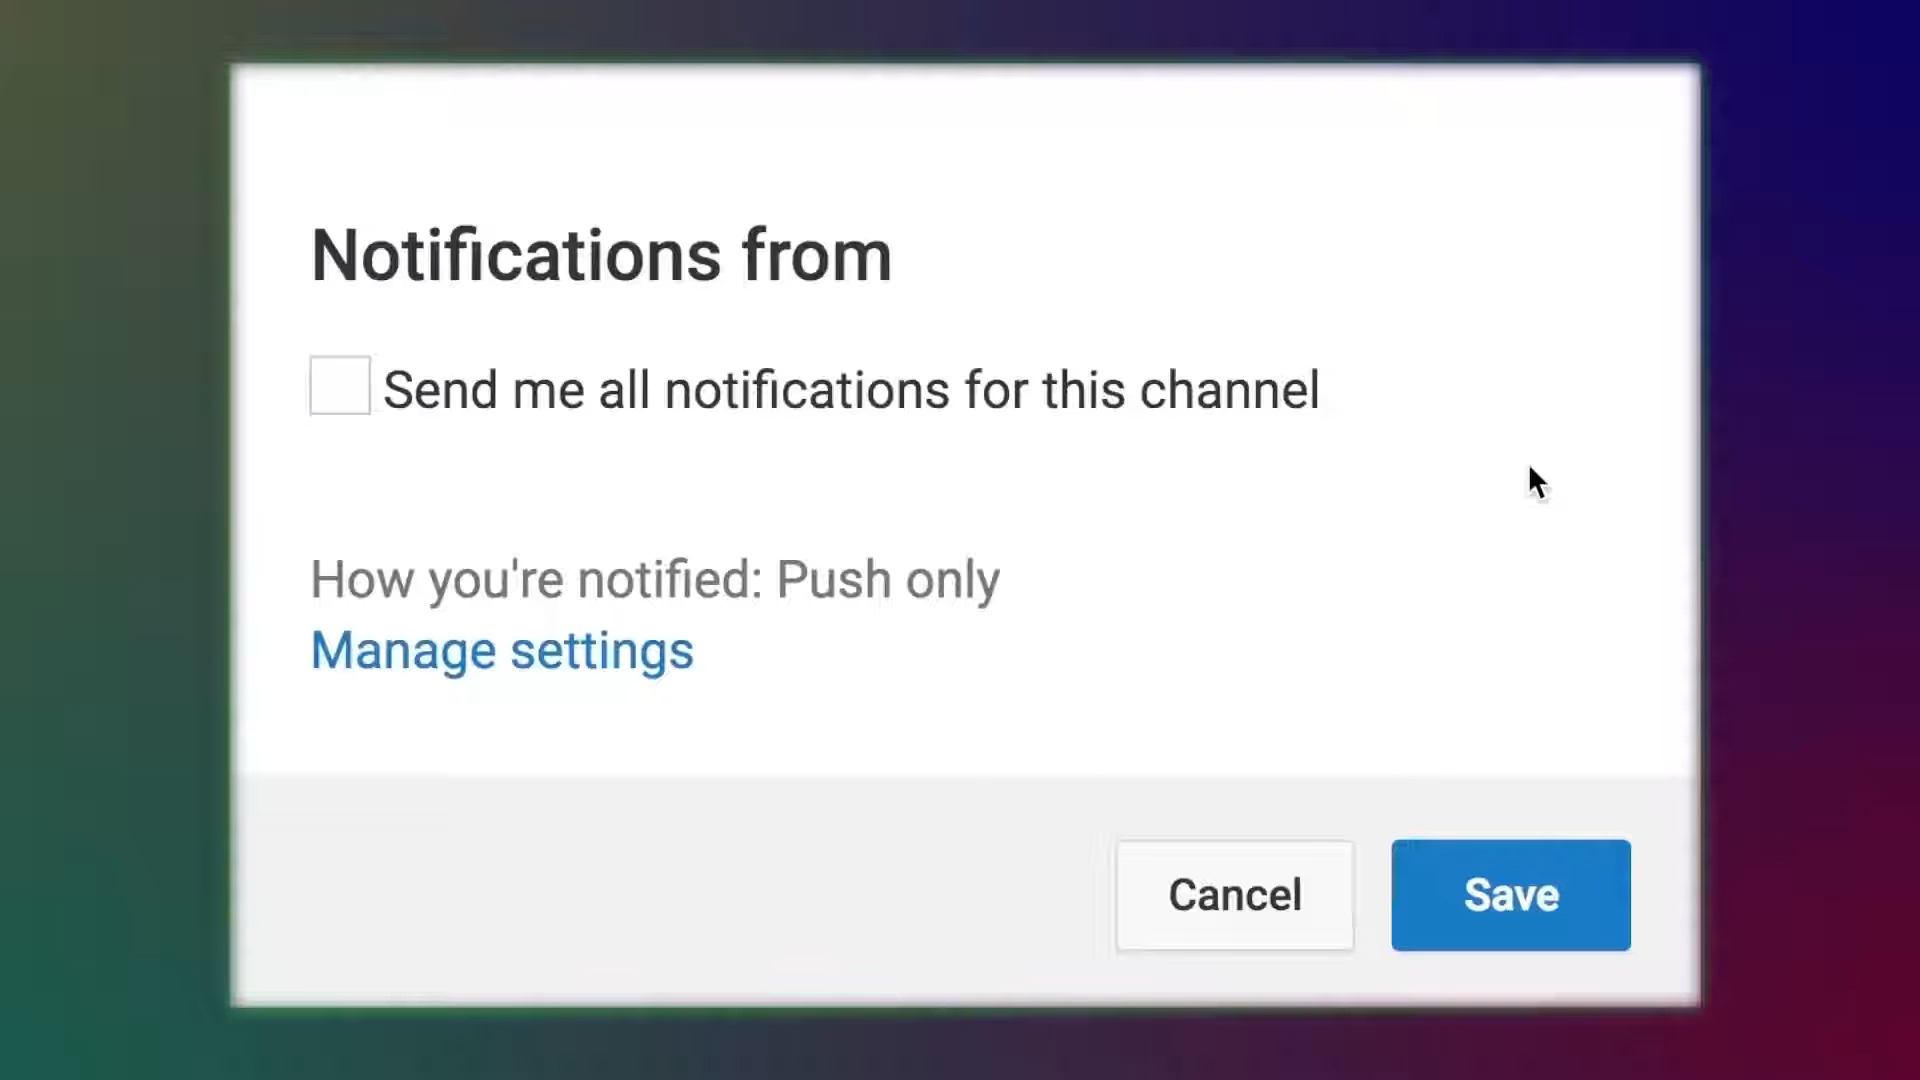 Notifications from
Send me all notifications for this channel
How you're notified: Push only
Manage settings
Cancel
Save